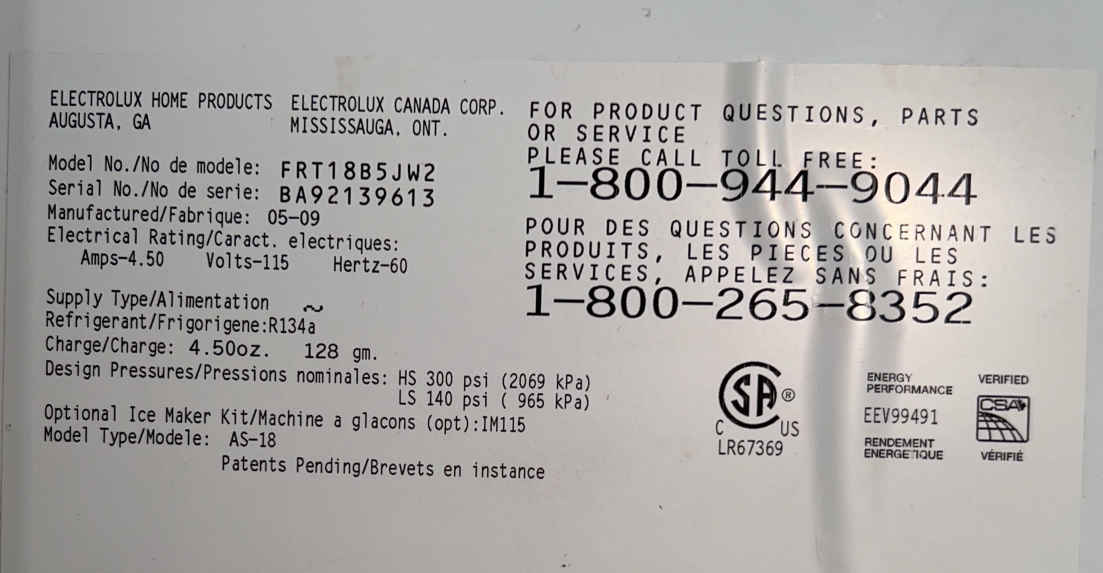 ELECTROLUX HOME PRODUCTS ELECTROLUX CANADA CORP.
AUGUSTA, GA MISSISSAUGA, ONT.
Model No./No de modele: FRT18B5JW2
Serial No./No de serie: BA92139613
Manufactured/Fabrique: 05-09
Electrical Rating/Caract. electriques:
Amps-4.50 Volts-115 Hertz-60
Supply Type/Alimentation ~
Refrigerant/Frigorigene:R134a
Charge/Charge: 4.50oz. 128 gm.
Design Pressures/Pressions nominales: HS 300 psi (2069 kPa)
LS 140 psi ( 965 kPa)
Optional Ice Maker Kit/Machine a glacons (opt):IM115
Model Type/Modele: AS-18
Patents Pending/Brevets en instance
FOR PRODUCT QUESTIONS, PARTS
OR SERVICE
PLEASE CALL TOLL FREE:
1-800-944-9044
POUR DES QUESTIONS CONCERNANT LES
PRODUITS, LES PIECES OU LES
SERVICES, APPELEZ SANS FRAIS:
1-800-265-8352
CSA®
C US
LR67369
ENERGY
PERFORMANCE
EEV99491
RENDEMENT
ENERGETIQUE
VERIFIED
CSA
VÉRIFIÉ